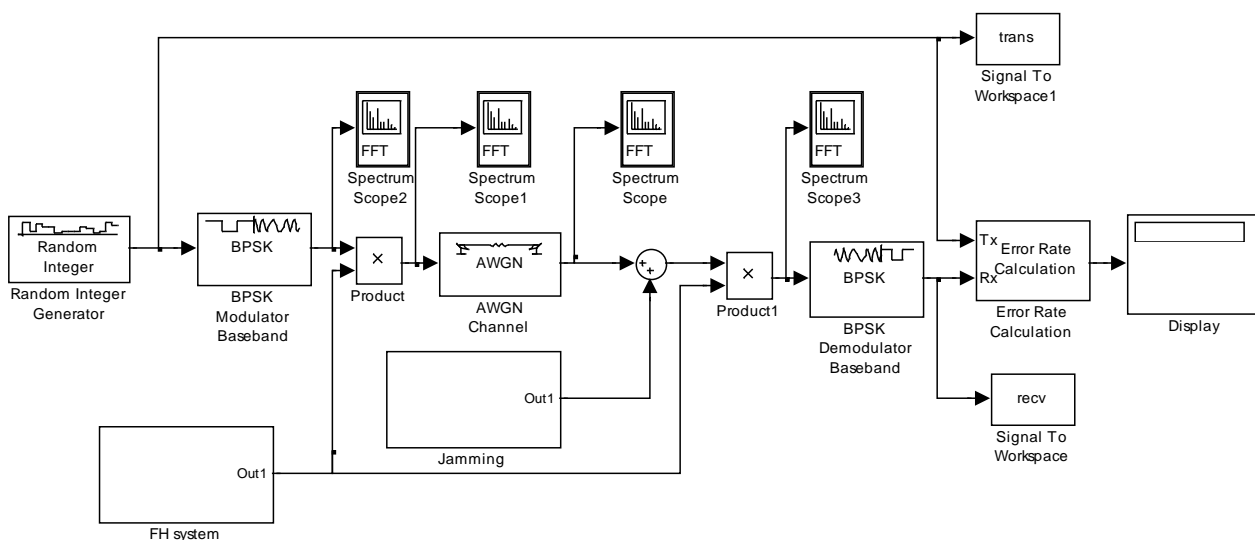 trans
Signal To
Workspace1
FFT
Spectrum
Scope2
FFT
Spectrum
Scope1
FFT
Spectrum
Scope
FFT
Spectrum
Scope3
Random
Integer
Random Integer
Generator
BPSK
BPSK
Modulator
Baseband
×
Product
AWGN
AWGN
Channel
+
+
×
Product1
BPSK
BPSK
Demodulator
Baseband
Tx
Rx
Error Rate
Calculation
Error Rate
Calculation
Display
Out1
Jamming
recv
Signal To
Workspace
Out1
FH system